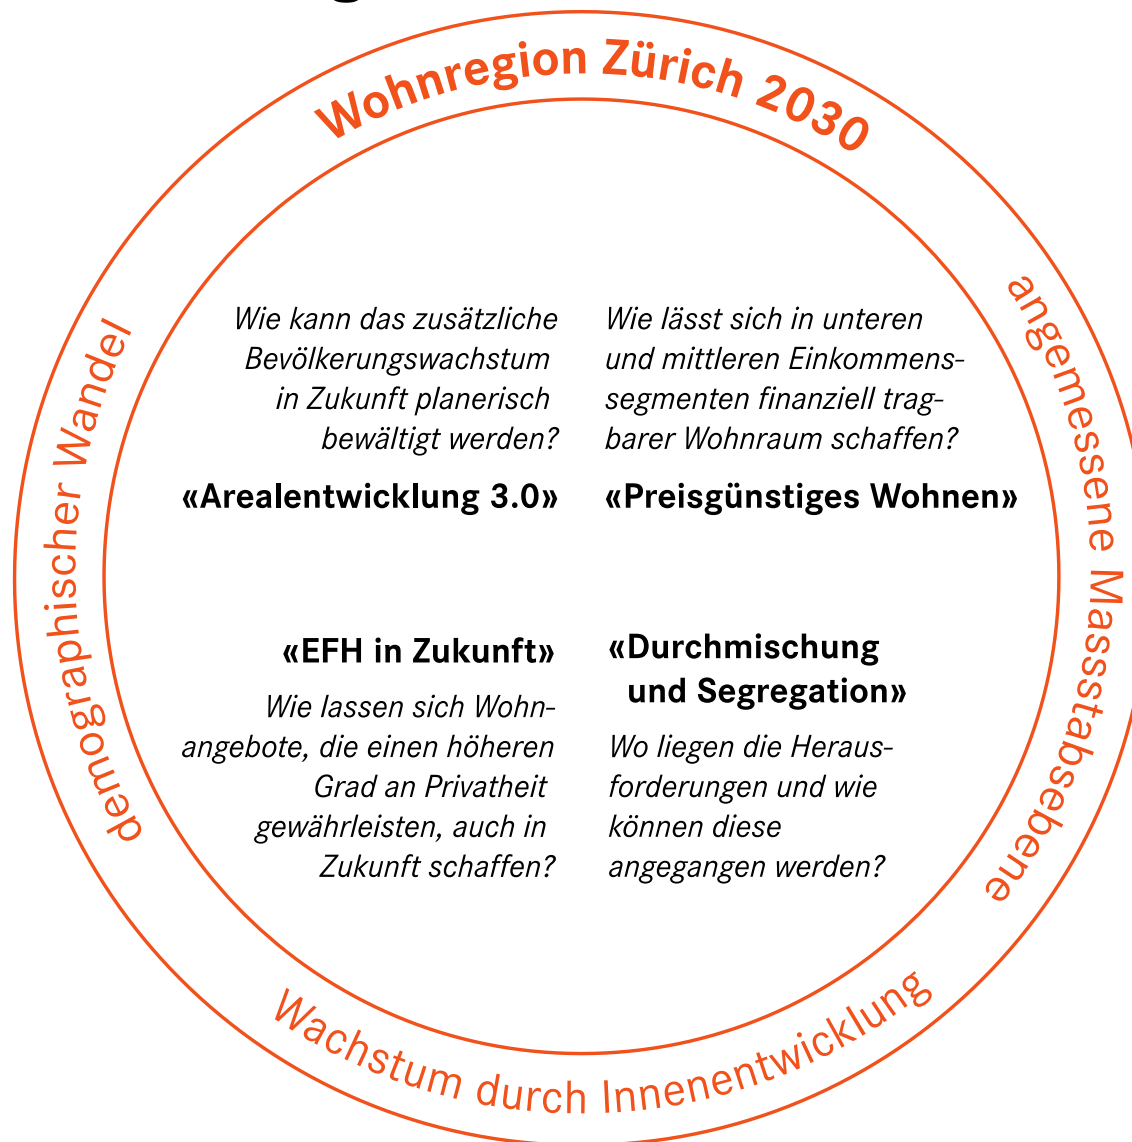 Wohnregion Zürich 2030
demographischer Wandel
angemessene Massstabsebene
Wie kann das zusätzliche
Bevölkerungswachstum
in Zukunft planerisch
bewältigt werden?
«Arealentwicklung 3.0»
Wie lässt sich in unteren
und mittleren Einkommens-
segmenten finanziell trag-
barer Wohnraum schaffen?
«Preisgünstiges Wohnen»
«EFH in Zukunft»
Wie lassen sich Wohn-
angebote, die einen höheren
Grad an Privatheit
gewährleisten, auch in
Zukunft schaffen?
«Durchmischung
und Segregation»
Wo liegen die Heraus-
forderungen und wie
können diese
angegangen werden?
Wachstum durch Innenentwicklung